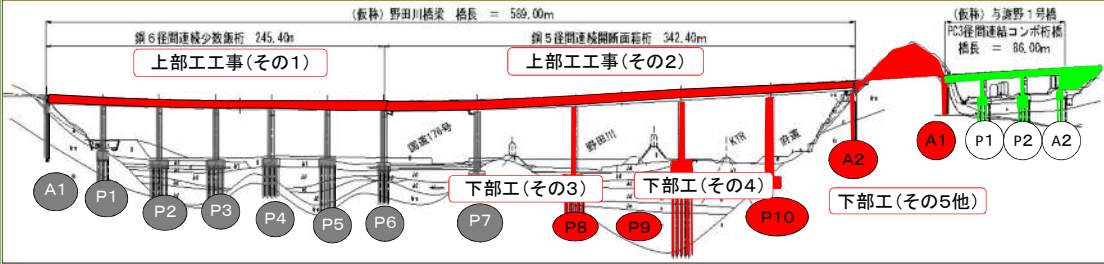 (仮称) 野田川橋梁 橋長 = 589.00m
鋼6径間連続少数鈑桁 245.40m
鋼5径間連続開断面箱桁 342.40m
上部工工事(その1)
上部工工事(その2)
(仮称) 与謝野1号橋
PC3径間連結コンポ桁橋
橋長 = 86.00m
国道176号
野田川
KTR
府道
下部工(その3)
下部工(その4)
下部工(その5他)
A1
P1
P2
P3
P4
P5
P6
P7
P8
P9
P10
A2
A1
P1
P2
A2